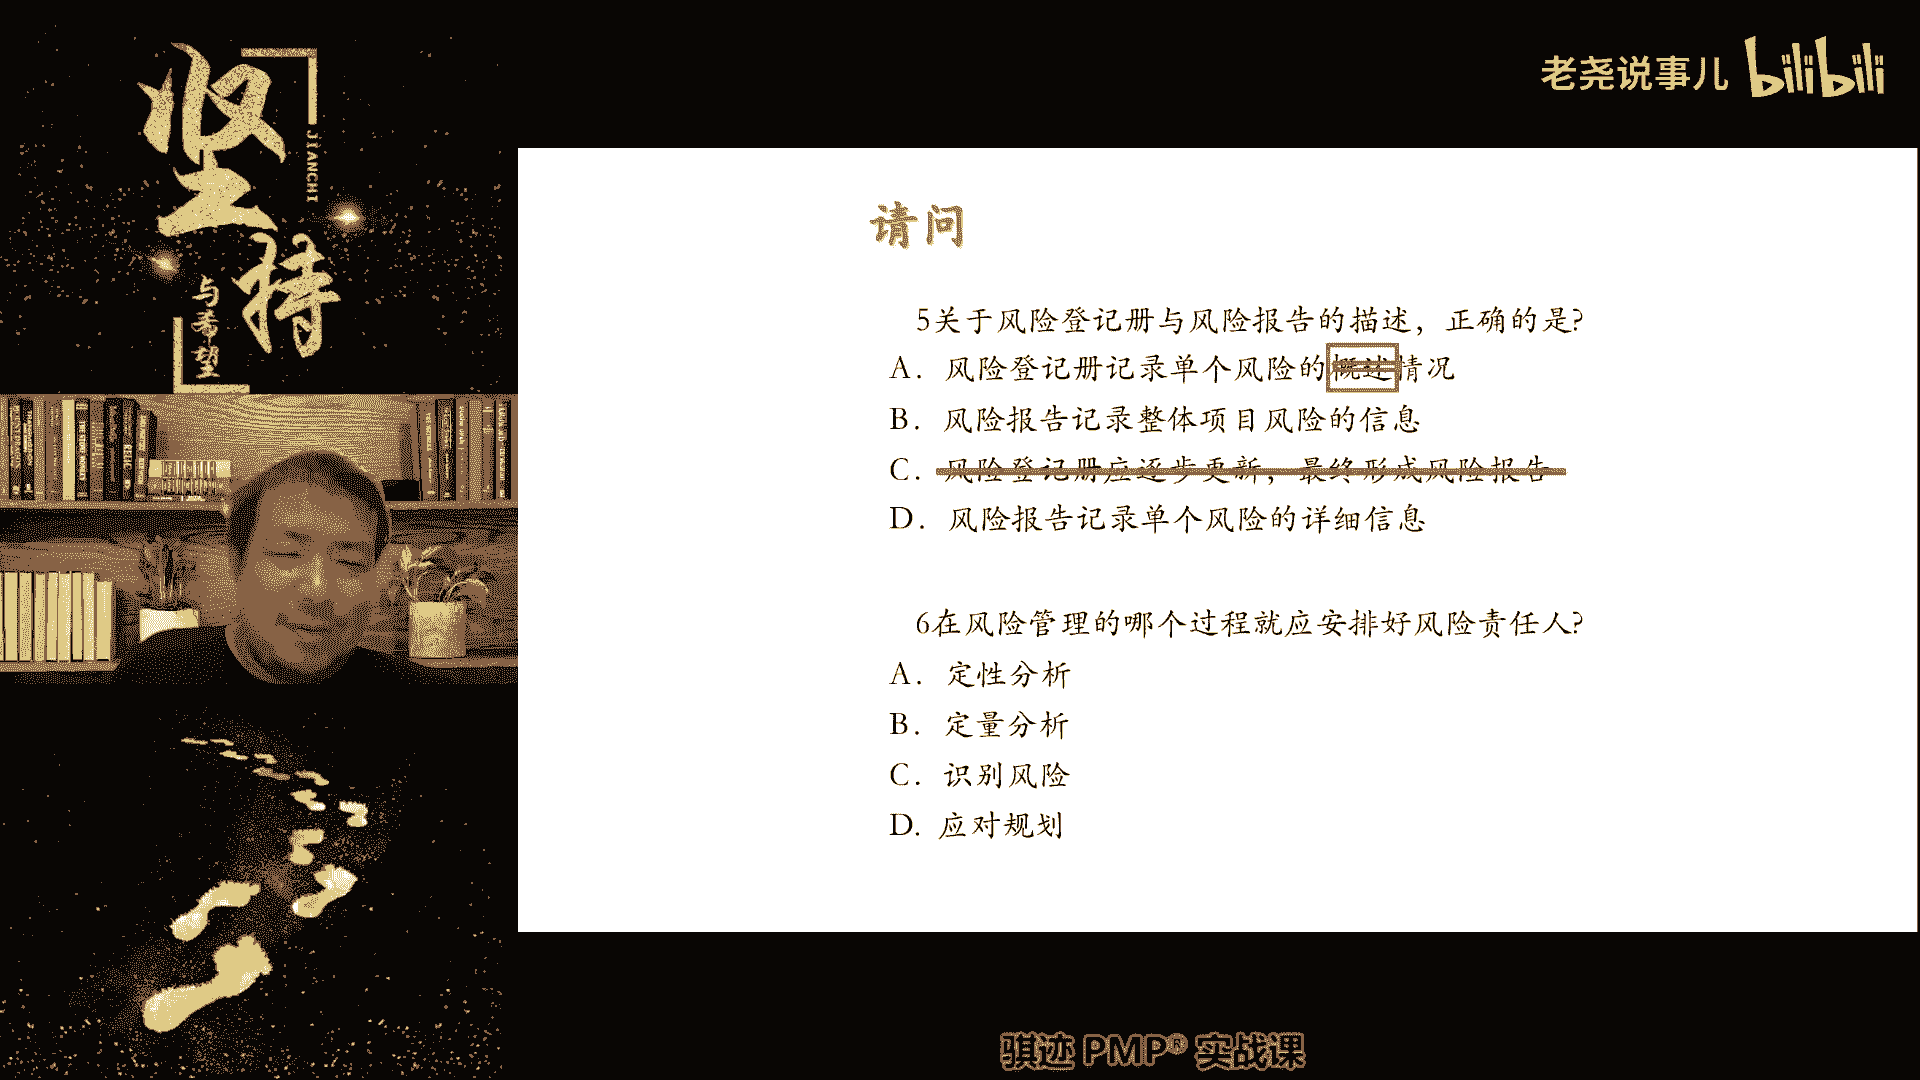 坚持
JIANCHI
与希望
老尧说事儿 bilibili
请问
5关于风险登记册与风险报告的描述，正确的是?
A. 风险登记册记录单个风险的概述情况
B. 风险报告记录整体项目风险的信息
C. 风险登记册应逐步更新，最终形成风险报告
D. 风险报告记录单个风险的详细信息
6在风险管理的哪个过程就应安排好风险责任人?
A. 定性分析
B. 定量分析
C. 识别风险
D. 应对规划
骐迹 PMP® 实战课